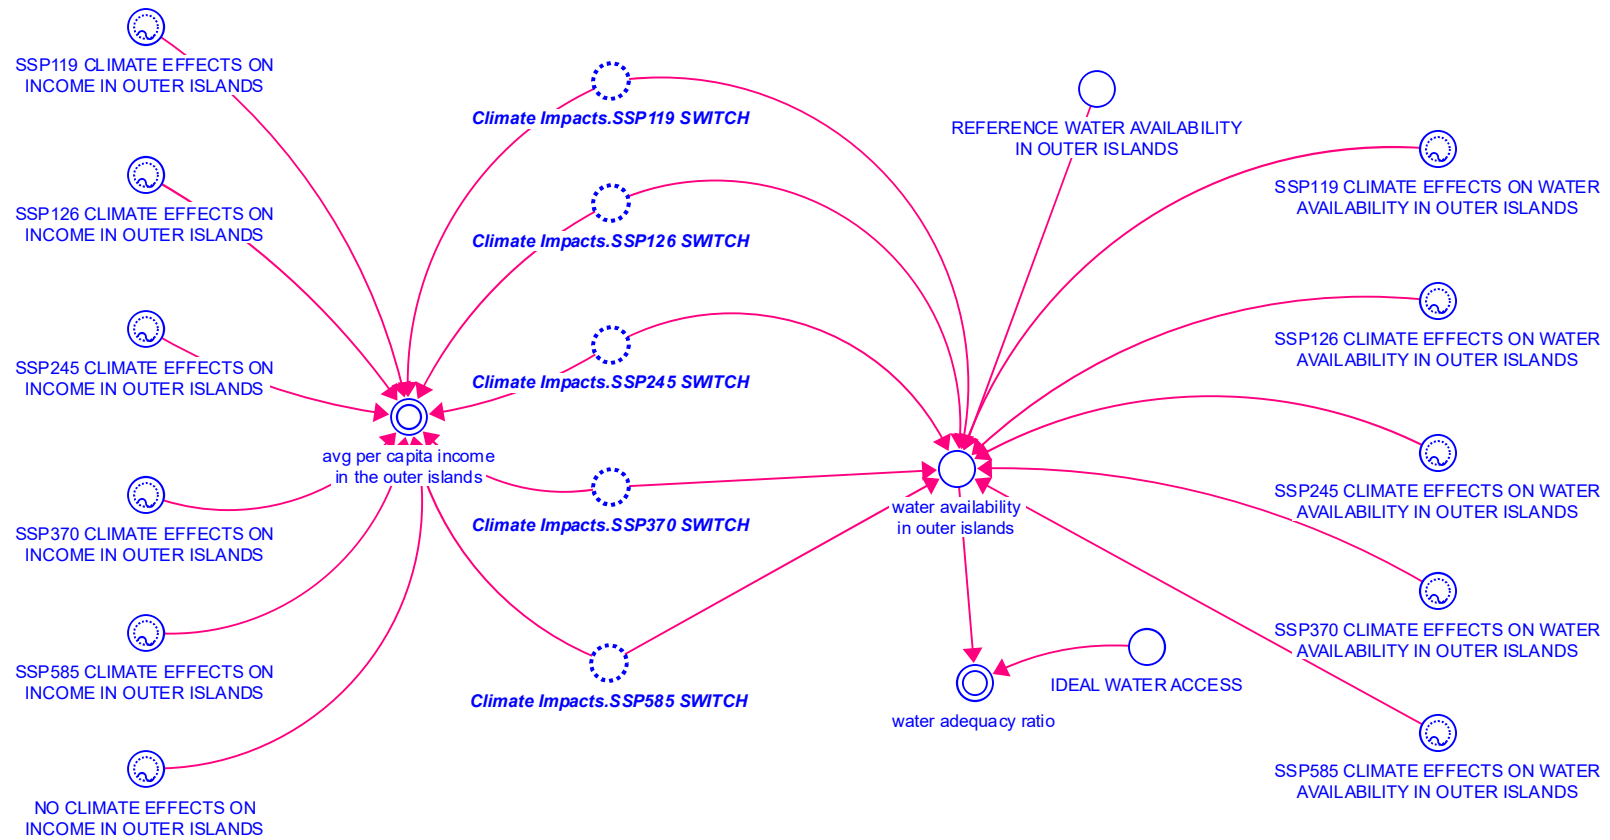 SSP119 CLIMATE EFFECTS ON
INCOME IN OUTER ISLANDS
SSP126 CLIMATE EFFECTS ON
INCOME IN OUTER ISLANDS
SSP245 CLIMATE EFFECTS ON
INCOME IN OUTER ISLANDS
SSP370 CLIMATE EFFECTS ON
INCOME IN OUTER ISLANDS
SSP585 CLIMATE EFFECTS ON
INCOME IN OUTER ISLANDS
NO CLIMATE EFFECTS ON
INCOME IN OUTER ISLANDS
avg per capita income
in the outer islands
Climate Impacts.SSP119 SWITCH
Climate Impacts.SSP126 SWITCH
Climate Impacts.SSP245 SWITCH
Climate Impacts.SSP370 SWITCH
Climate Impacts.SSP585 SWITCH
REFERENCE WATER AVAILABILITY
IN OUTER ISLANDS
water availability
in outer islands
IDEAL WATER ACCESS
water adequacy ratio
SSP119 CLIMATE EFFECTS ON WATER
AVAILABILITY IN OUTER ISLANDS
SSP126 CLIMATE EFFECTS ON WATER
AVAILABILITY IN OUTER ISLANDS
SSP245 CLIMATE EFFECTS ON WATER
AVAILABILITY IN OUTER ISLANDS
SSP370 CLIMATE EFFECTS ON WATER
AVAILABILITY IN OUTER ISLANDS
SSP585 CLIMATE EFFECTS ON WATER
AVAILABILITY IN OUTER ISLANDS